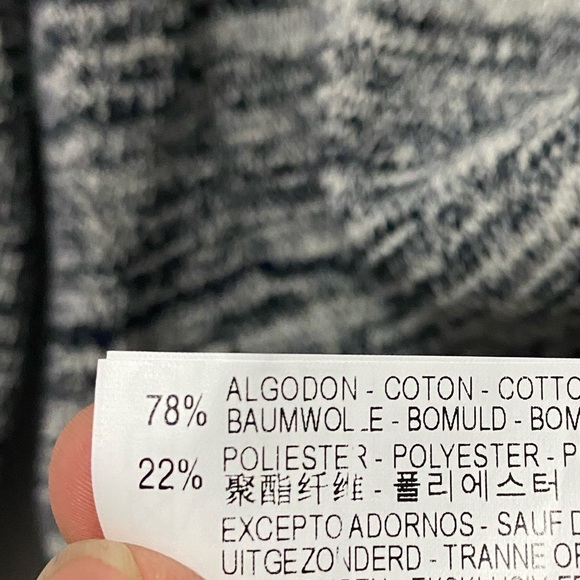 78% ALGODON - COTON - COTTO
BAUMWOLLE - BOMULD - BOM
22% POLIESTER - POLYESTER - P
聚酯纤维 - 폴리에스터
EXCEPTO ADORNOS - SAUF D
UITGEZONDERD - TRANNE OP